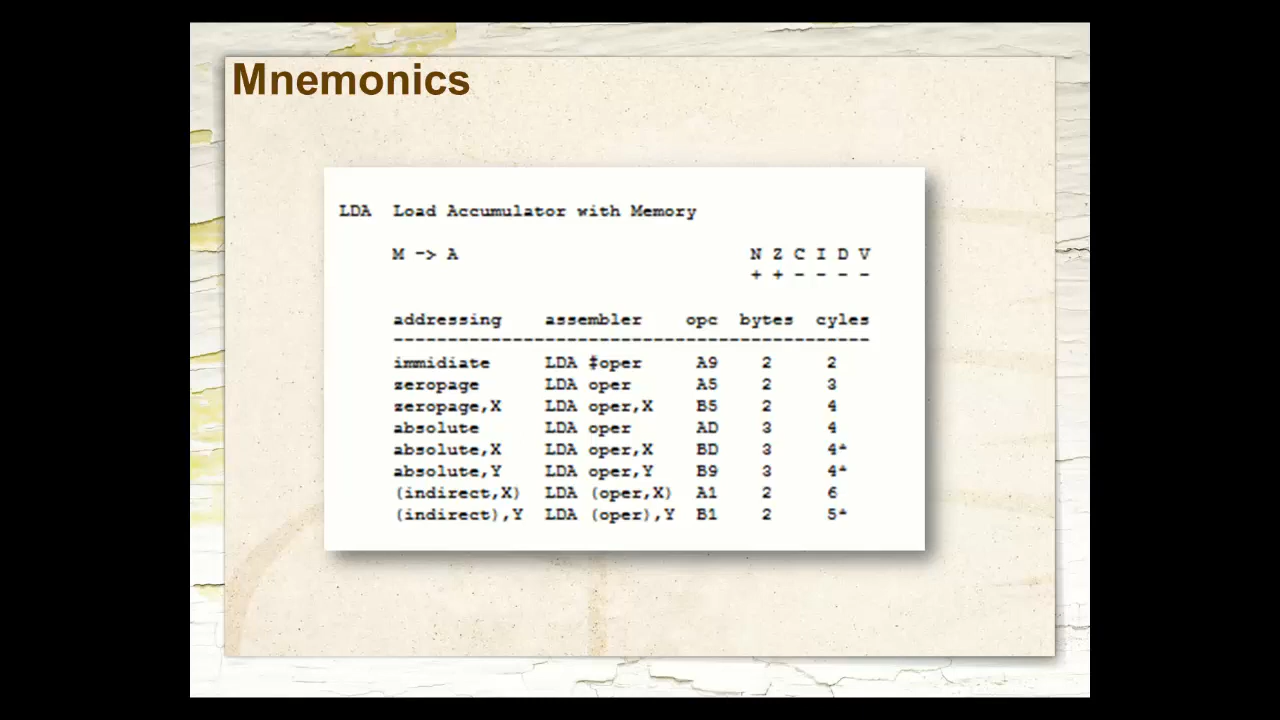 Mnemonics
LDA Load Accumulator with Memory
M -> A N Z C I D V
+ + - - - -
addressing assembler opc bytes cyles
--------------------------------------------
immidiate LDA #oper A9 2 2
zeropage LDA oper A5 2 3
zeropage,X LDA oper,X B5 2 4
absolute LDA oper AD 3 4
absolute,X LDA oper,X BD 3 4*
absolute,Y LDA oper,Y B9 3 4*
(indirect,X) LDA (oper,X) A1 2 6
(indirect),Y LDA (oper),Y B1 2 5*